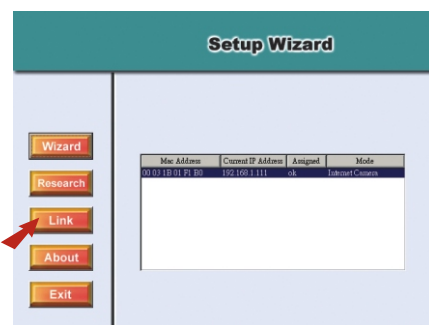 Setup Wizard
Wizard
Research
Link
About
Exit
Mac Address Current IP Address Assigned Mode
00 03 1B 01 F1 B0 192.168.1.111 ok Internet Camera